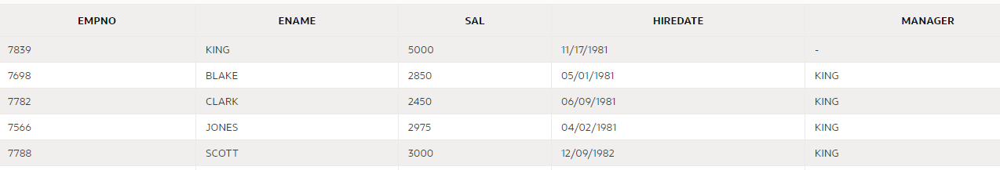 EMPNO ENAME SAL HIREDATE MANAGER
7839 KING 5000 11/17/1981 -
7698 BLAKE 2850 05/01/1981 KING
7782 CLARK 2450 06/09/1981 KING
7566 JONES 2975 04/02/1981 KING
7788 SCOTT 3000 12/09/1982 KING